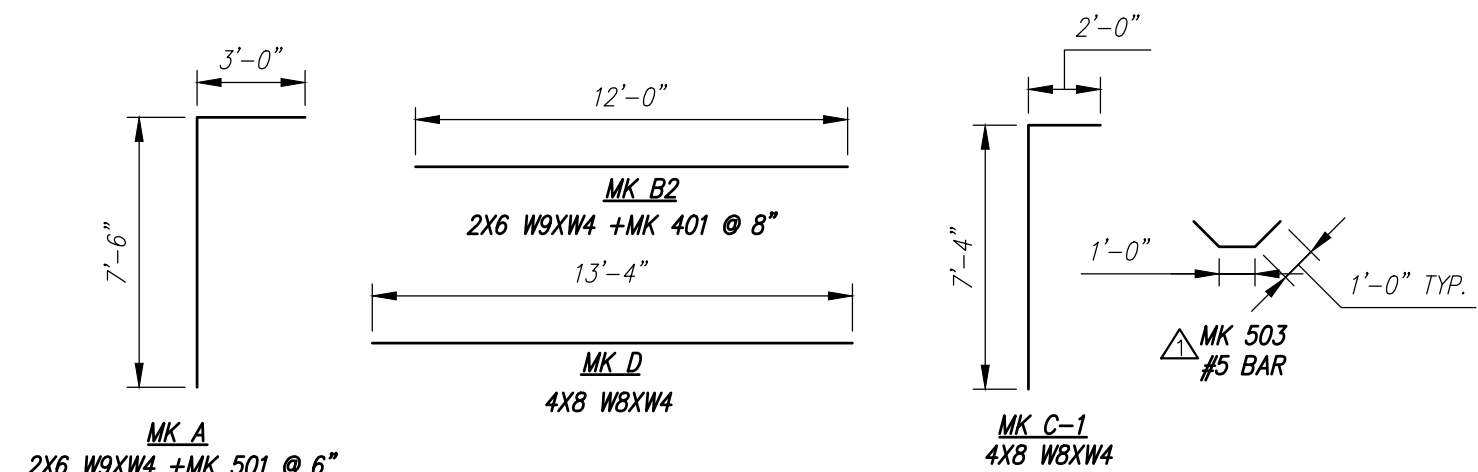 3'-0"
7'-6"
MK A
2X6 W9XW4 +MK 501 @ 6"
12'-0"
MK B2
2X6 W9XW4 +MK 401 @ 8"
13'-4"
MK D
4X8 W8XW4
2'-0"
7'-4"
MK C-1
4X8 W8XW4
1'-0"
1'-0" TYP.
1 MK 503
#5 BAR